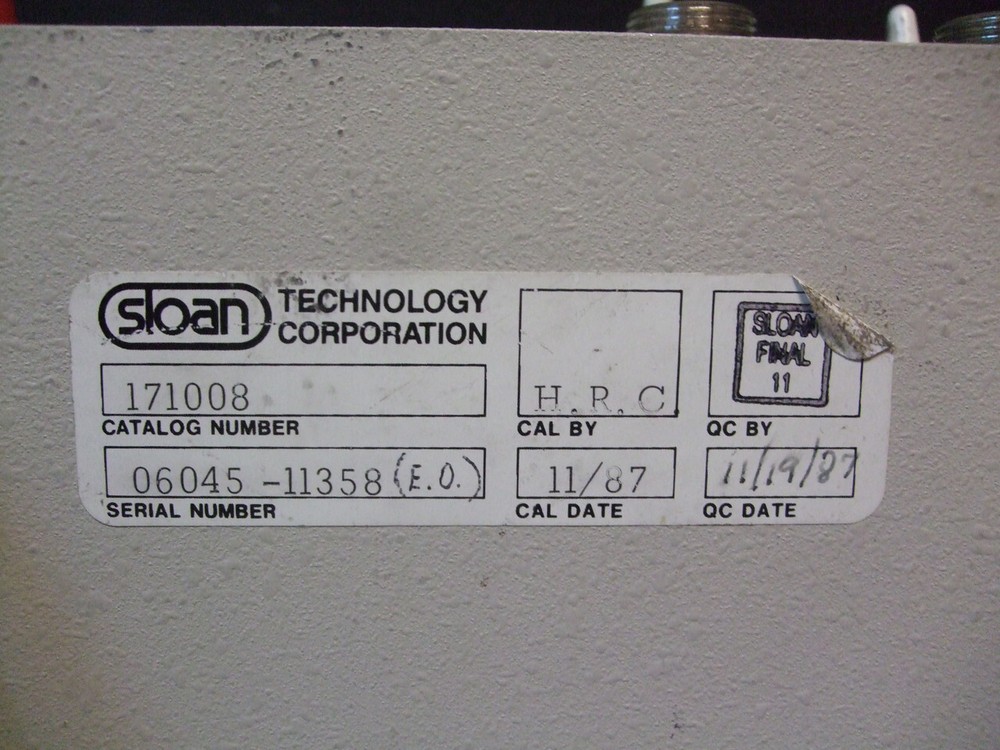 sloan TECHNOLOGY
CORPORATION
171008
CATALOG NUMBER
06045 -11358 (E.O.)
SERIAL NUMBER
H.R.C.
CAL BY
11/87
CAL DATE
SLOAN
FINAL
11
QC BY
11/19/87
QC DATE